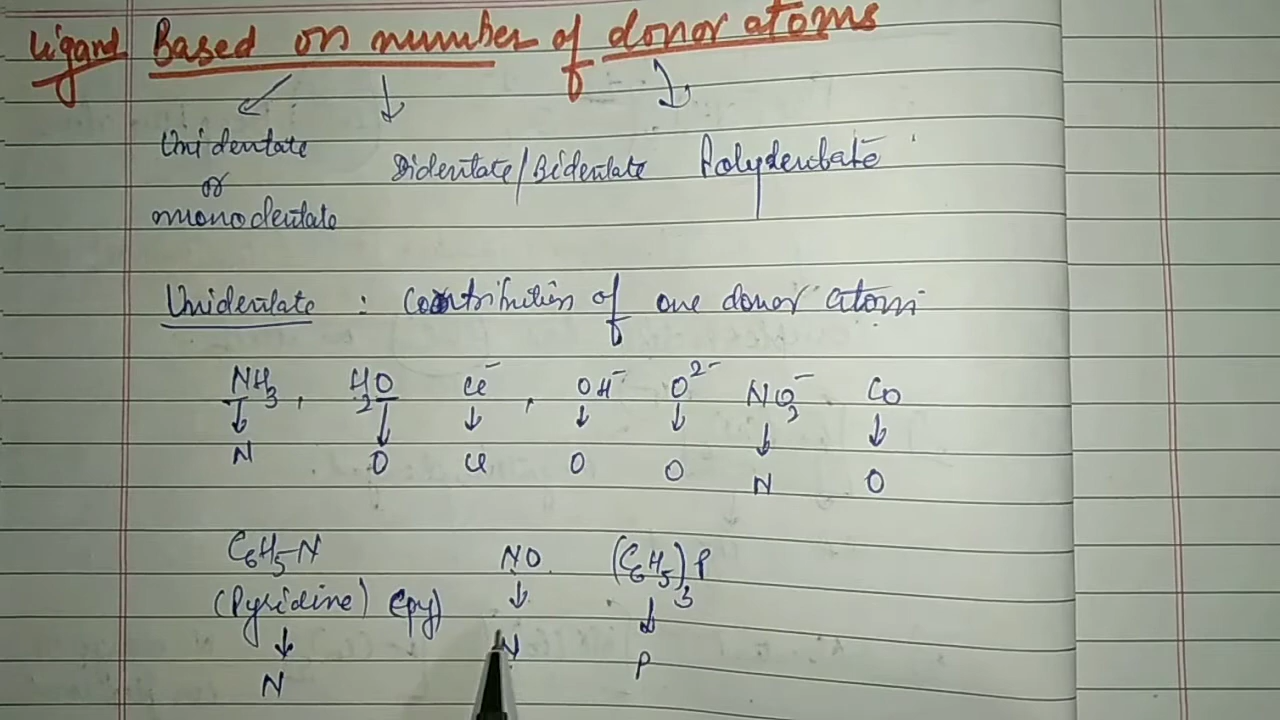 Ligand Based on number of donor atoms
Unidentate Didentate/Bidentate Polydentate
or
monodentate
Unidentate : Contribution of one donor atom
NH3, H2O Cl⁻, OH⁻ O²⁻ NO2⁻ CO
N O Cl O O N O
C6H5-N NO (C6H5)3P
(Pyridine) (py)
N N P